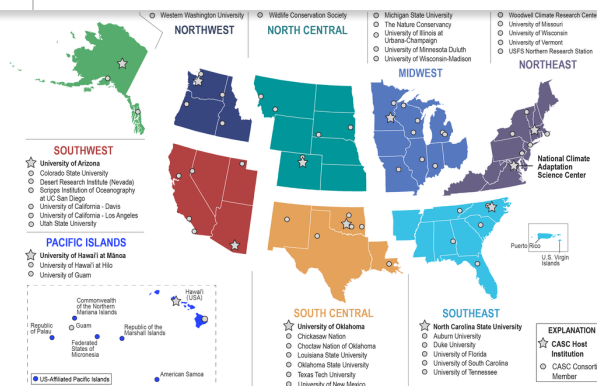 Western Washington University
Wildlife Conservation Society
Michigan State University
The Nature Conservancy
University of Illinois at
Urbana-Champaign
University of Minnesota Duluth
University of Wisconsin-Madison
Woodwell Climate Research Cente
University of Missouri
University of Wisconsin
University of Vermont
USFS Northern Research Station
NORTHWEST
NORTH CENTRAL
MIDWEST
NORTHEAST
SOUTHWEST
University of Arizona
Colorado State University
Desert Research Institute (Nevada)
Scripps Institution of Oceanography
at UC San Diego
University of California - Davis
University of California - Los Angeles
Utah State University
National Climate
Adaptation
Science Center
PACIFIC ISLANDS
University of Hawai'i at Mānoa
University of Hawai'i at Hilo
University of Guam
Puerto Rico
U.S. Virgin
Islands
Hawai'i
(USA)
Commonwealth
of the Northern
Mariana Islands
Republic
of Palau
Guam
Republic of the
Marshall Islands
Federated
States of
Micronesia
American Samoa
US-Affiliated Pacific Islands
SOUTH CENTRAL
University of Oklahoma
Chickasaw Nation
Choctaw Nation of Oklahoma
Louisiana State University
Oklahoma State University
Texas Tech University
University of New Mexico
SOUTHEAST
North Carolina State University
Auburn University
Duke University
University of Florida
University of South Carolina
University of Tennessee
EXPLANATION
CASC Host
Institution
CASC Consorti
Member